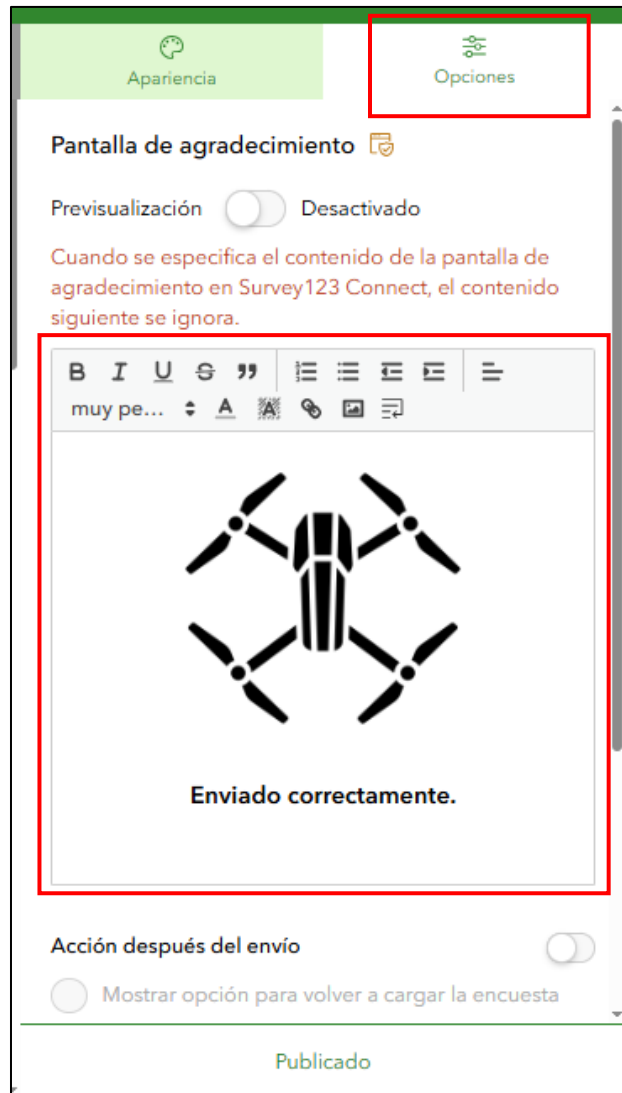 Apariencia
Opciones
Pantalla de agradecimiento
Previsualización Desactivado
Cuando se especifica el contenido de la pantalla de
agradecimiento en Survey123 Connect, el contenido
siguiente se ignora.
B I U S
muy pe... A A
Enviado correctamente.
Acción después del envío
Mostrar opción para volver a cargar la encuesta
Publicado